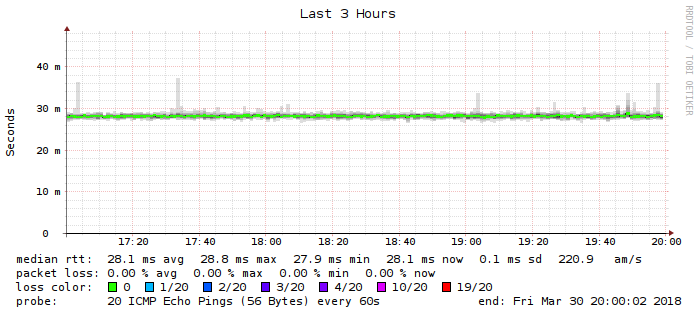 Last 3 Hours
RRDTOOL / TOBI OETIKER
Seconds
40 m
30 m
20 m
10 m
0
17:20 17:40 18:00 18:20 18:40 19:00 19:20 19:40 20:00
median rtt: 28.1 ms avg 28.8 ms max 27.9 ms min 28.1 ms now 0.1 ms sd 220.9 am/s
packet loss: 0.00 % avg 0.00 % max 0.00 % min 0.00 % now
loss color: 0 1/20 2/20 3/20 4/20 10/20 19/20
probe: 20 ICMP Echo Pings (56 Bytes) every 60s end: Fri Mar 30 20:00:02 2018